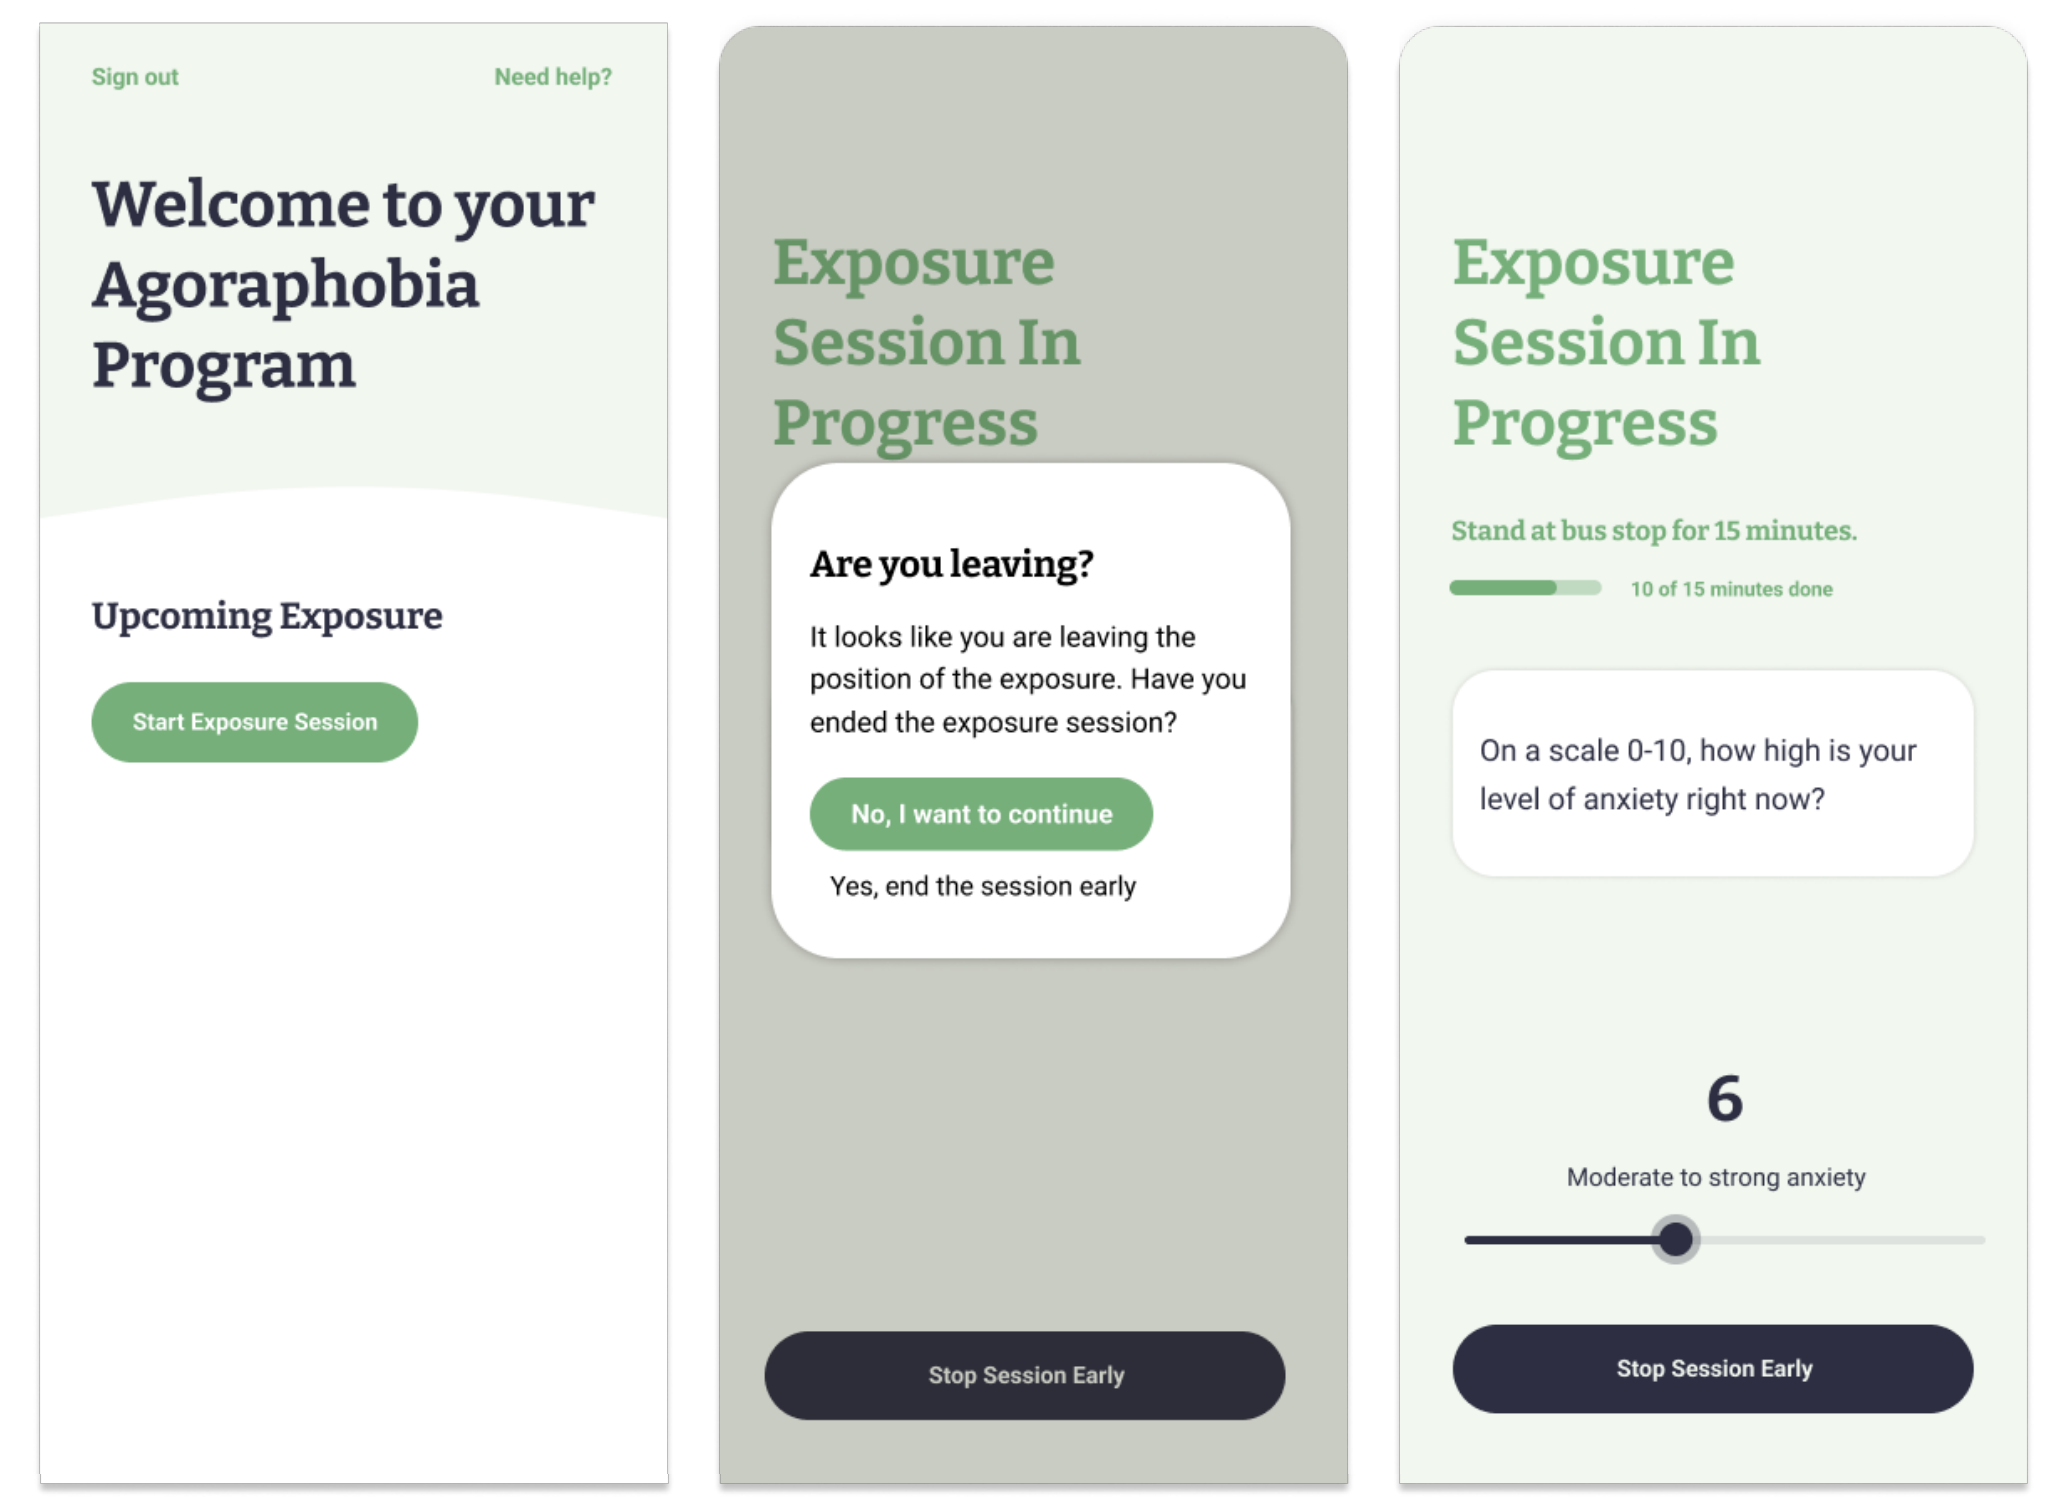 Sign out
Need help?
Welcome to your
Agoraphobia
Program
Upcoming Exposure
Start Exposure Session
Exposure
Session In
Progress
Are you leaving?
It looks like you are leaving the
position of the exposure. Have you
ended the exposure session?
No, I want to continue
Yes, end the session early
Stop Session Early
Exposure
Session In
Progress
Stand at bus stop for 15 minutes.
10 of 15 minutes done
On a scale 0-10, how high is your
level of anxiety right now?
6
Moderate to strong anxiety
Stop Session Early